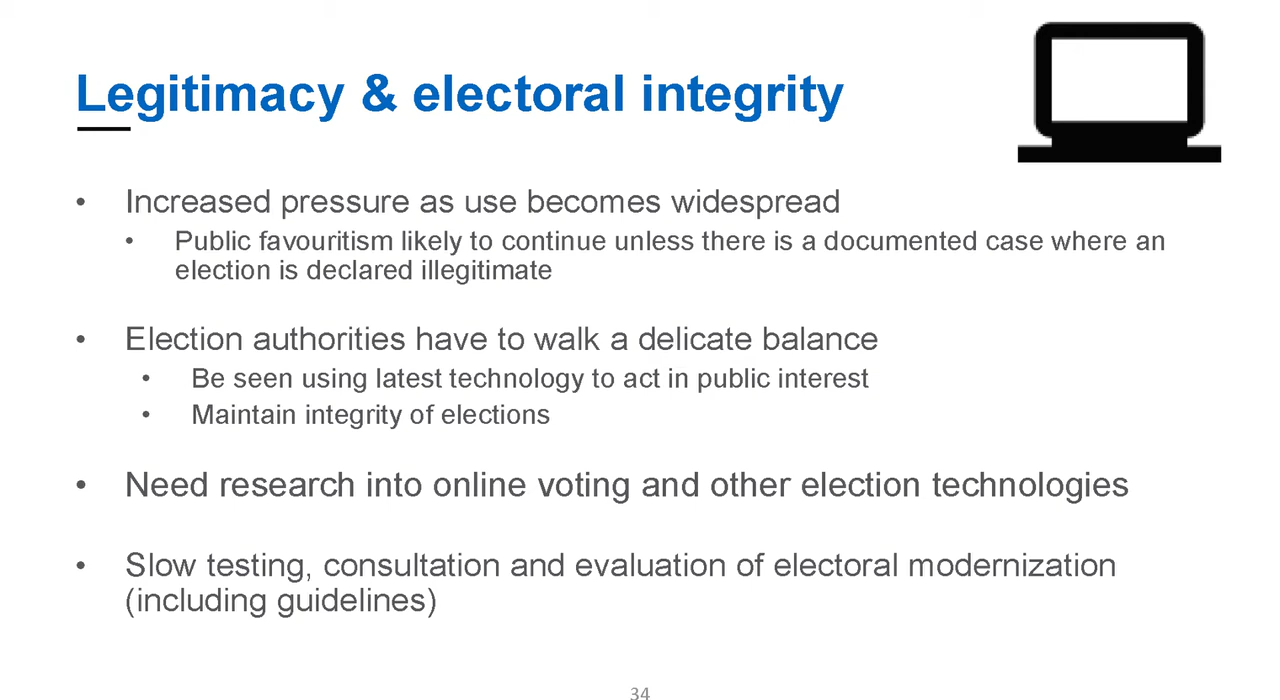 Legitimacy & electoral integrity
• Increased pressure as use becomes widespread
• Public favouritism likely to continue unless there is a documented case where an
election is declared illegitimate
• Election authorities have to walk a delicate balance
• Be seen using latest technology to act in public interest
• Maintain integrity of elections
• Need research into online voting and other election technologies
• Slow testing, consultation and evaluation of electoral modernization
(including guidelines)
34